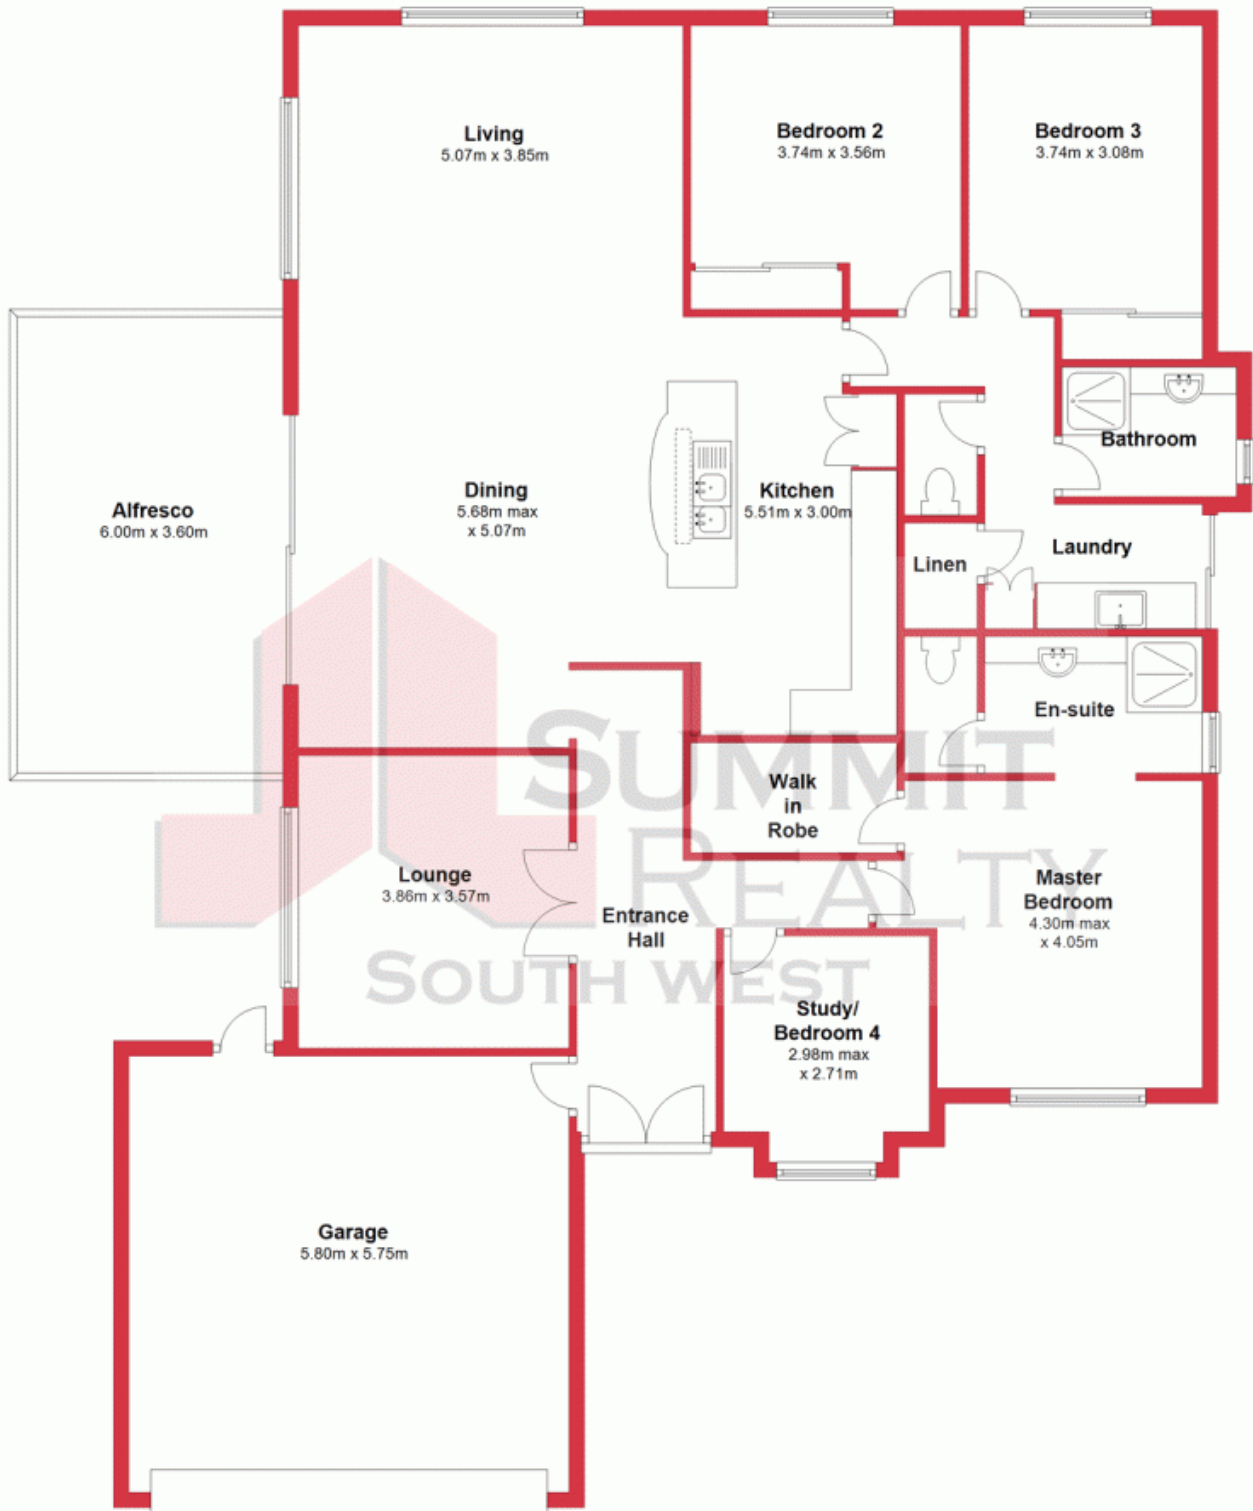 Living
5.07m x 3.85m
Bedroom 2
3.74m x 3.56m
Bedroom 3
3.74m x 3.08m
Bathroom
Alfresco
6.00m x 3.60m
Dining
5.68m max
x 5.07m
Kitchen
5.51m x 3.00m
Linen
Laundry
En-suite
Walk
in
Robe
SUMMIT
REALTY
SOUTH WEST
Lounge
3.86m x 3.57m
Entrance
Hall
Master
Bedroom
4.30m max
x 4.05m
Study/
Bedroom 4
2.98m max
x 2.71m
Garage
5.80m x 5.75m